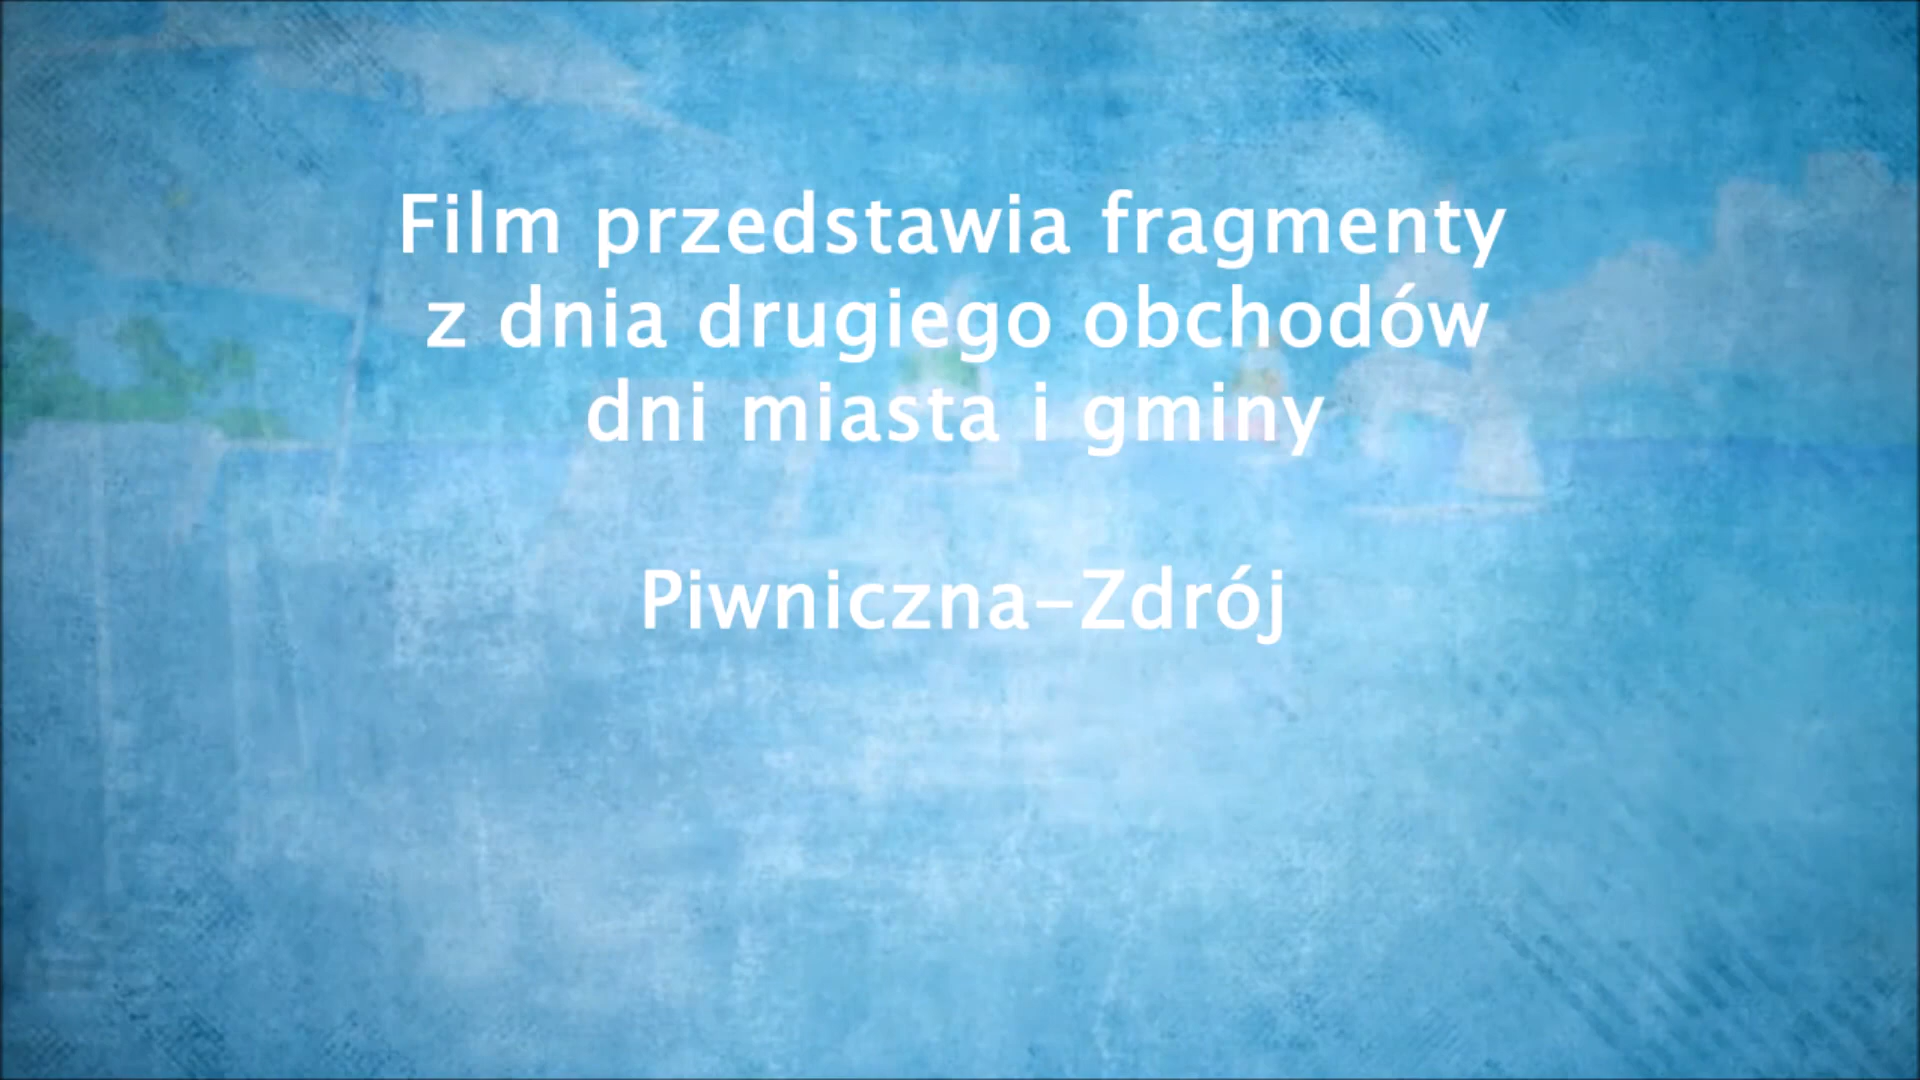 Film przedstawia fragmenty
z dnia drugiego obchodów
dni miasta i gminy
Piwniczna-Zdrój